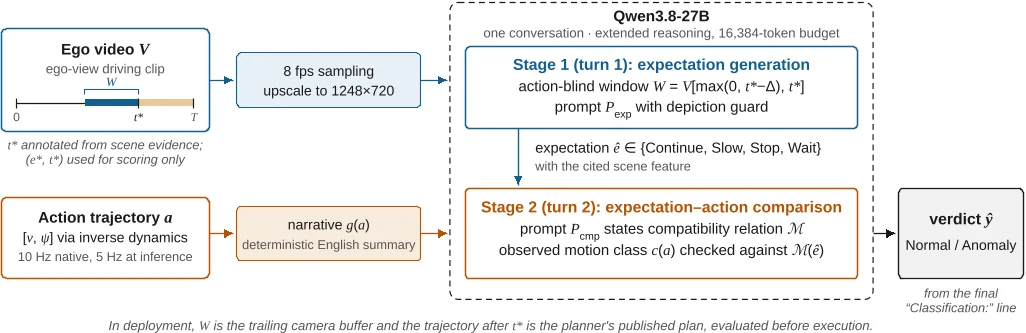 Qwen3.8-27B
one conversation · extended reasoning, 16,384-token budget
Ego video V
ego-view driving clip
W
0
t*
T
t* annotated from scene evidence;
(e*, t*) used for scoring only
8 fps sampling
upscale to 1248×720
Stage 1 (turn 1): expectation generation
action-blind window W = V[max(0, t*−Δ), t*]
prompt P_exp with depiction guard
expectation ê ∈ {Continue, Slow, Stop, Wait}
with the cited scene feature
Action trajectory a
[v, ψ] via inverse dynamics
10 Hz native, 5 Hz at inference
narrative g(a)
deterministic English summary
Stage 2 (turn 2): expectation–action comparison
prompt P_cmp states compatibility relation ℳ
observed motion class c(a) checked against ℳ(ê)
verdict ŷ
Normal / Anomaly
from the final
“Classification:” line
In deployment, W is the trailing camera buffer and the trajectory after t* is the planner's published plan, evaluated before execution.